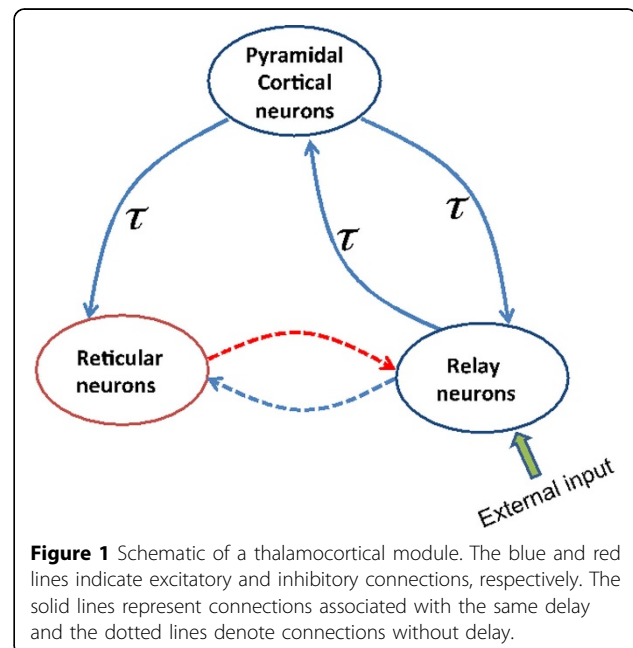 Pyramidal
Cortical
neurons
τ
τ
τ
Reticular
neurons
Relay
neurons
External input
Figure 1 Schematic of a thalamocortical module. The blue and red
lines indicate excitatory and inhibitory connections, respectively. The
solid lines represent connections associated with the same delay
and the dotted lines denote connections without delay.